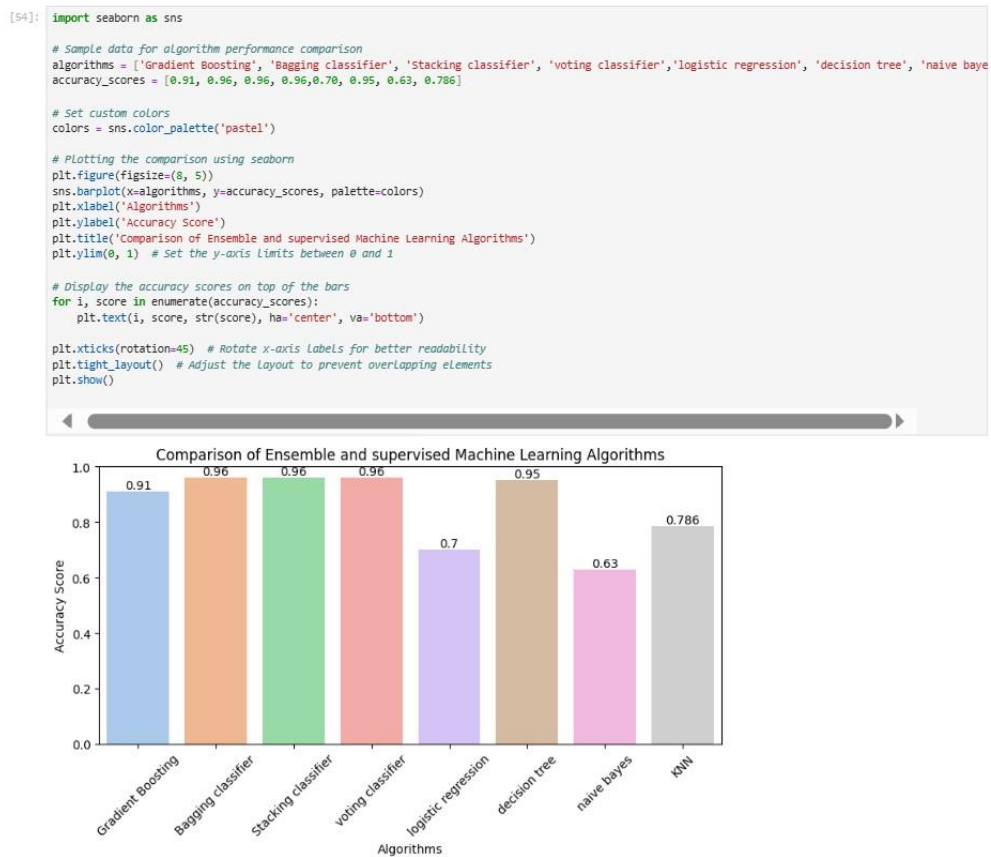 [54]: import seaborn as sns
# Sample data for algorithm performance comparison
algorithms = ['Gradient Boosting', 'Bagging classifier', 'Stacking classifier', 'voting classifier','logistic regression', 'decision tree', 'naive baye
accuracy_scores = [0.91, 0.96, 0.96, 0.96,0.70, 0.95, 0.63, 0.786]
# Set custom colors
colors = sns.color_palette('pastel')
# Plotting the comparison using seaborn
plt.figure(figsize=(8, 5))
sns.barplot(x=algorithms, y=accuracy_scores, palette=colors)
plt.xlabel('Algorithms')
plt.ylabel('Accuracy Score')
plt.title('Comparison of Ensemble and supervised Machine Learning Algorithms')
plt.ylim(0, 1)  # Set the y-axis limits between 0 and 1
# Display the accuracy scores on top of the bars
for i, score in enumerate(accuracy_scores):
    plt.text(i, score, str(score), ha='center', va='bottom')
plt.xticks(rotation=45)  # Rotate x-axis labels for better readability
plt.tight_layout()  # Adjust the layout to prevent overlapping elements
plt.show()
Comparison of Ensemble and supervised Machine Learning Algorithms
1.0
0.8
0.6
0.4
0.2
0.0
Accuracy Score
0.91
0.96
0.96
0.96
0.7
0.95
0.63
0.786
Gradient Boosting
Bagging classifier
Stacking classifier
voting classifier
logistic regression
decision tree
naive bayes
KNN
Algorithms